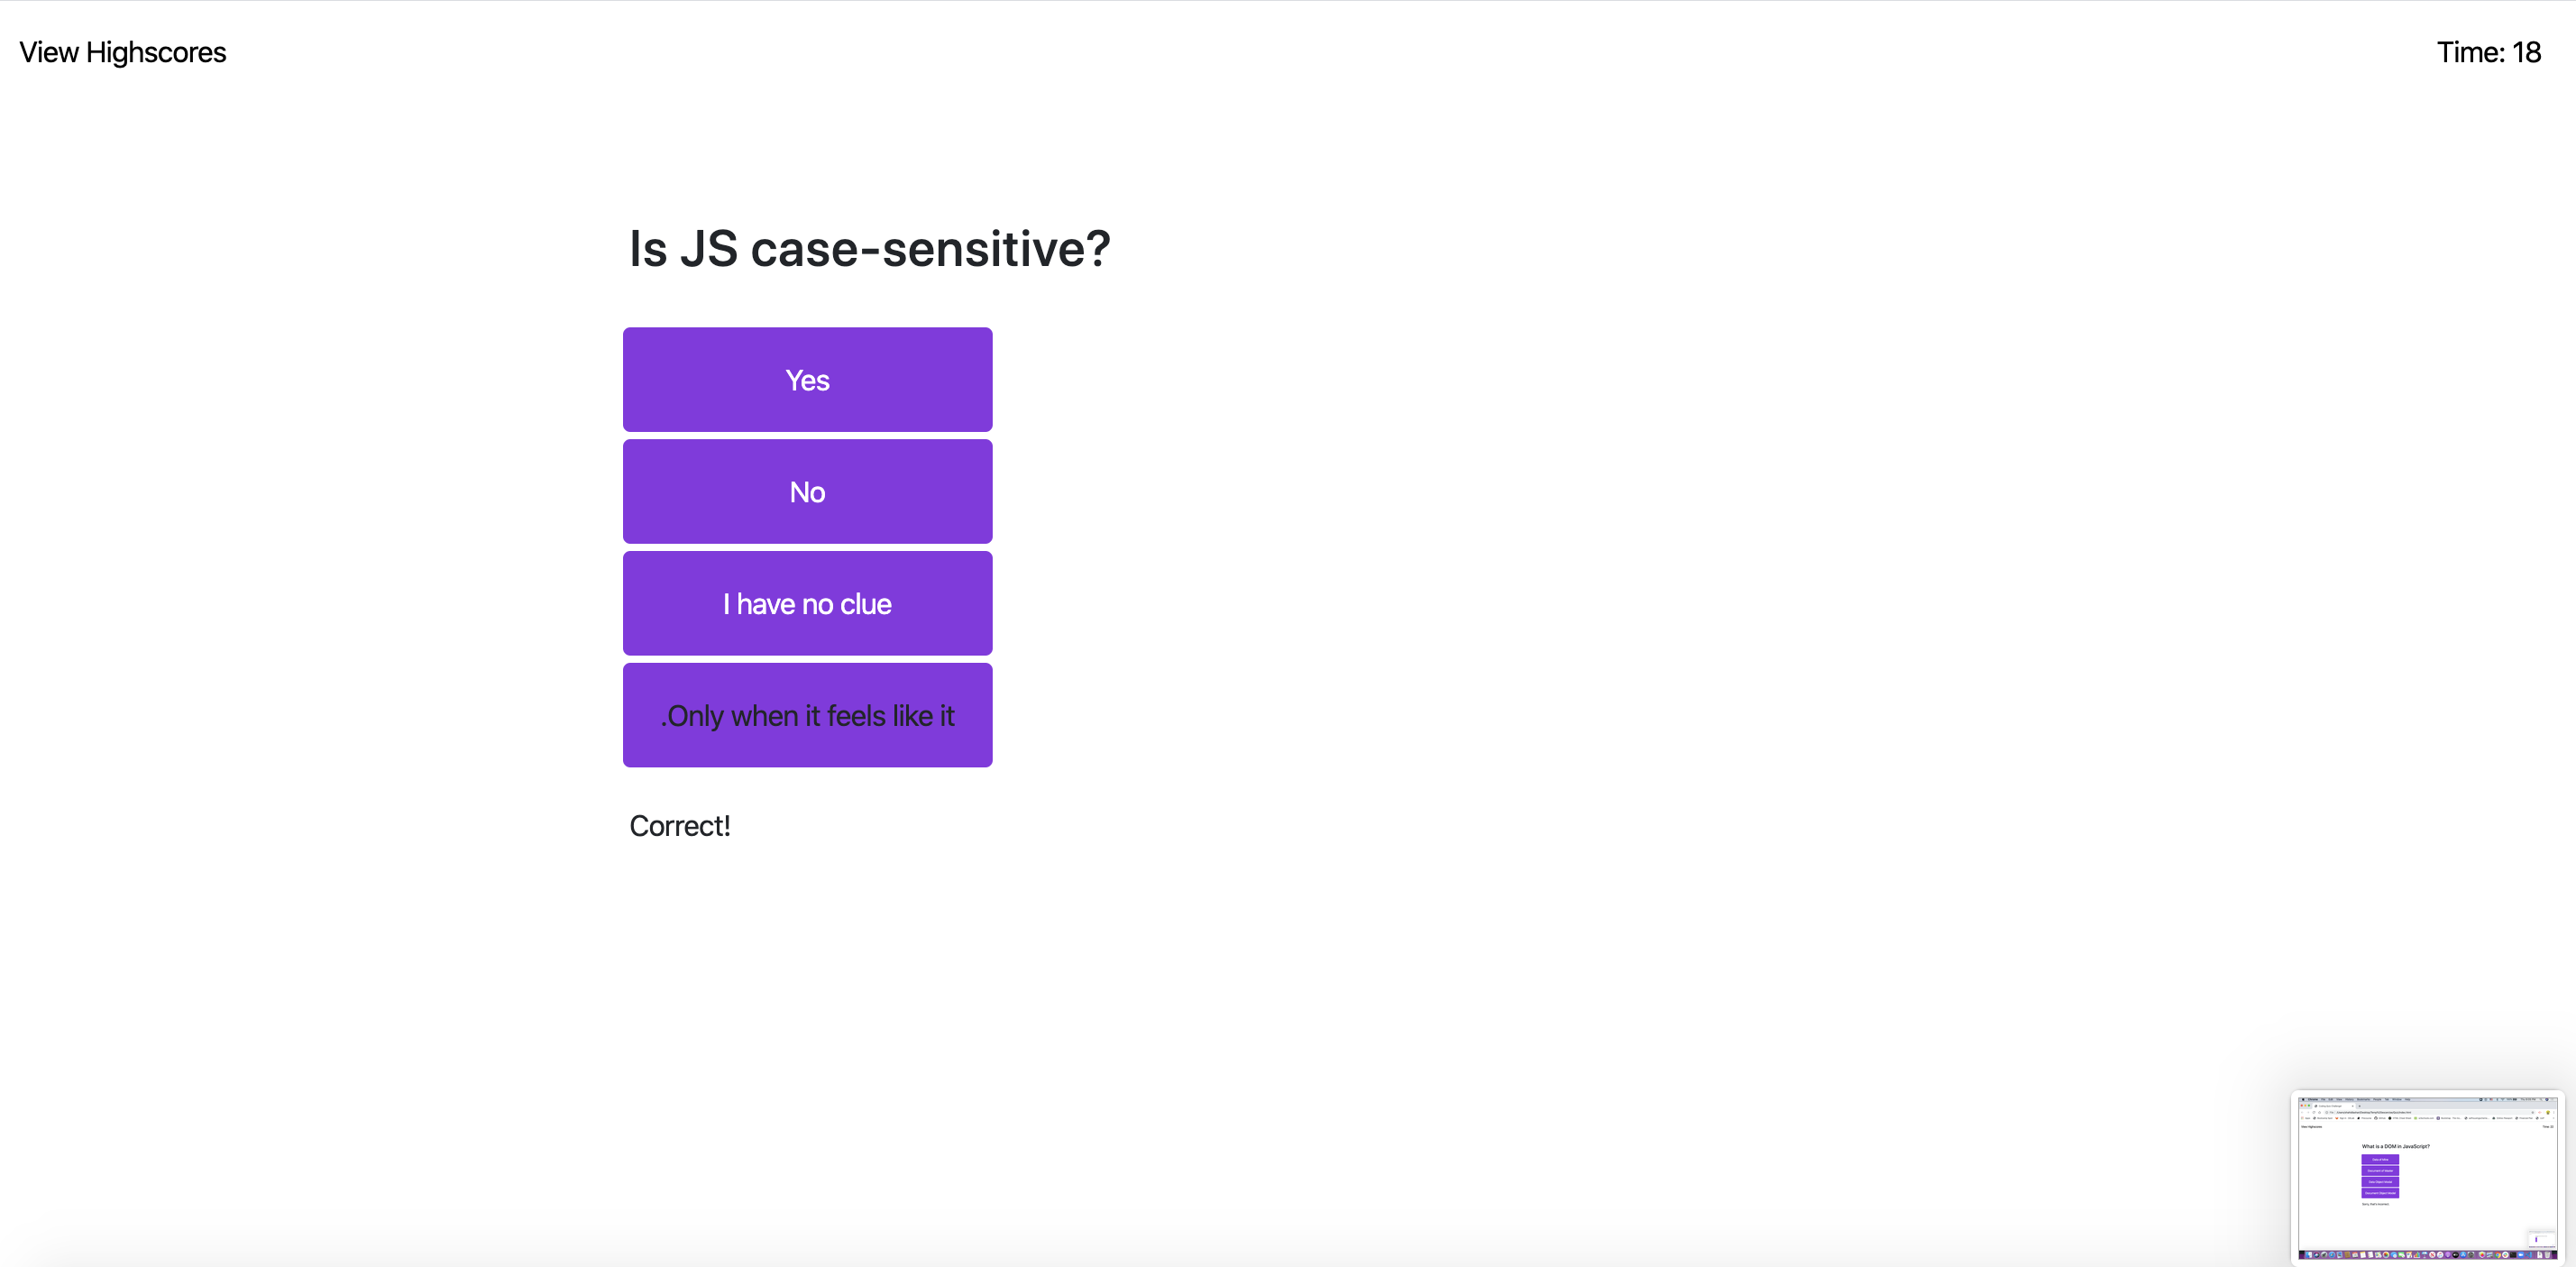 View Highscores
Time: 18
Is JS case-sensitive?
Yes
No
I have no clue
.Only when it feels like it
Correct!
What is a DOM in JavaScript?